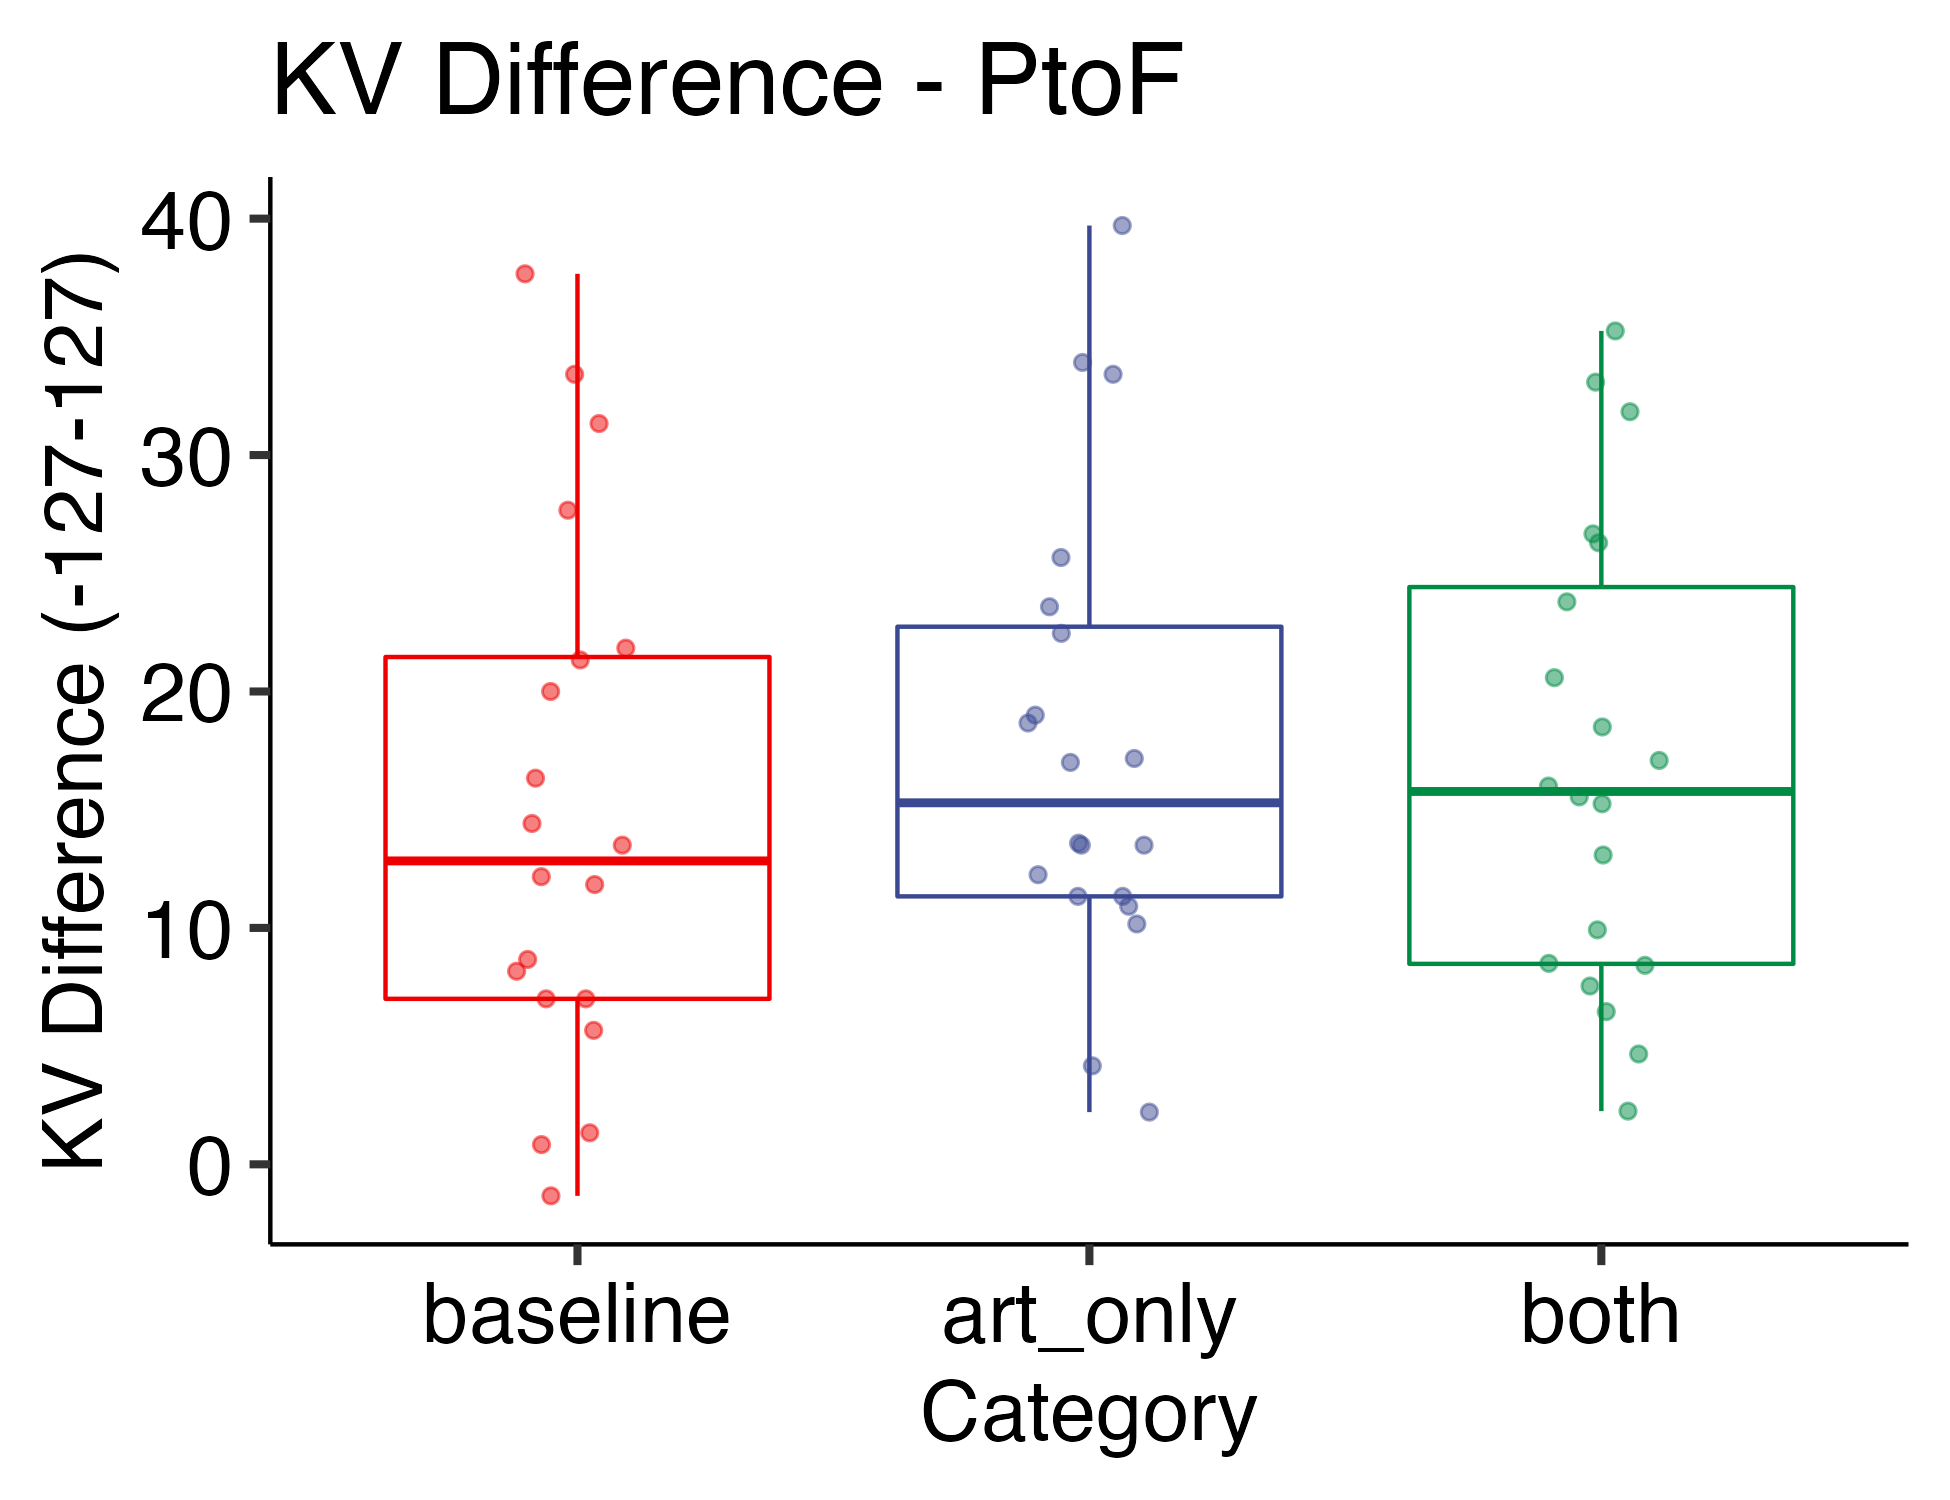 KV Difference - PtoF
KV Difference (-127-127)
40
30
20
10
0
baseline art_only both
Category